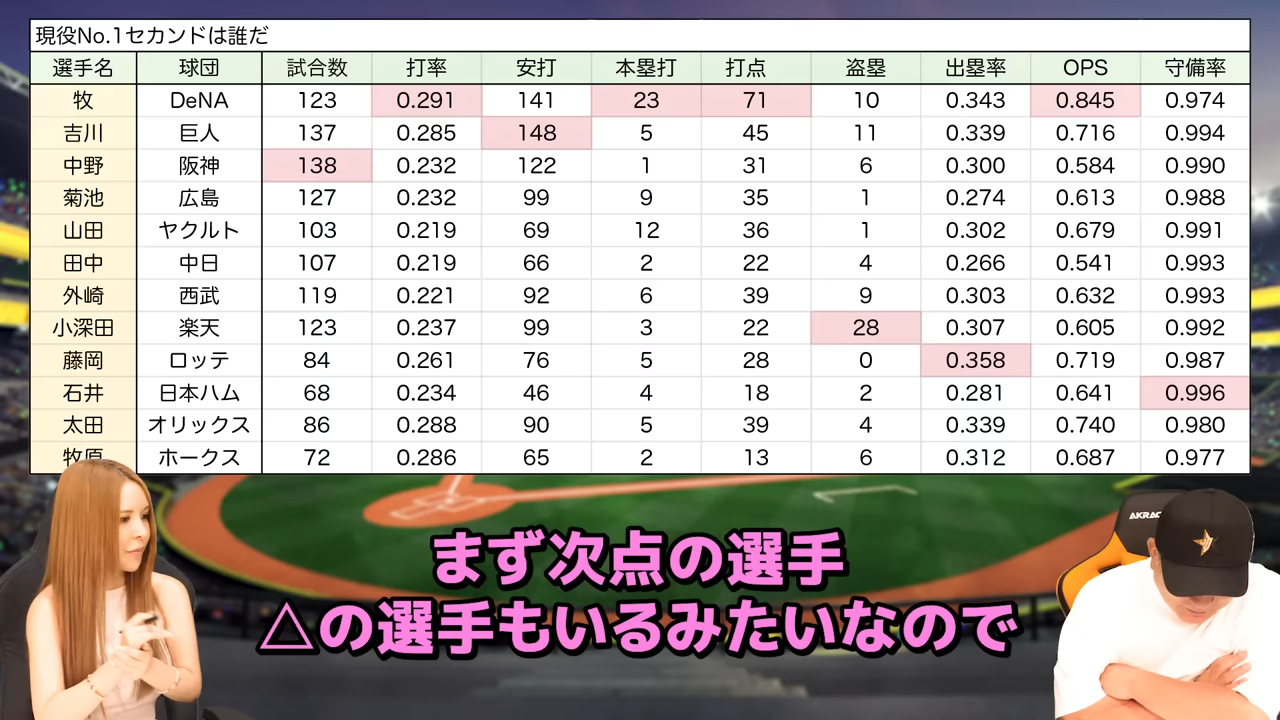 現役No.1セカンドは誰だ
選手名 球団 試合数 打率 安打 本塁打 打点 盗塁 出塁率 OPS 守備率
牧 DeNA 123 0.291 141 23 71 10 0.343 0.845 0.974
吉川 巨人 137 0.285 148 5 45 11 0.339 0.716 0.994
中野 阪神 138 0.232 122 1 31 6 0.300 0.584 0.990
菊池 広島 127 0.232 99 9 35 1 0.274 0.613 0.988
山田 ヤクルト 103 0.219 69 12 36 1 0.302 0.679 0.991
田中 中日 107 0.219 66 2 22 4 0.266 0.541 0.993
外崎 西武 119 0.221 92 6 39 9 0.303 0.632 0.993
小深田 楽天 123 0.237 99 3 22 28 0.307 0.605 0.992
藤岡 ロッテ 84 0.261 76 5 28 0 0.358 0.719 0.987
石井 日本ハム 68 0.234 46 4 18 2 0.281 0.641 0.996
太田 オリックス 86 0.288 90 5 39 4 0.339 0.740 0.980
牧原 ホークス 72 0.286 65 2 13 6 0.312 0.687 0.977
まず次点の選手
△の選手もいるみたいなので